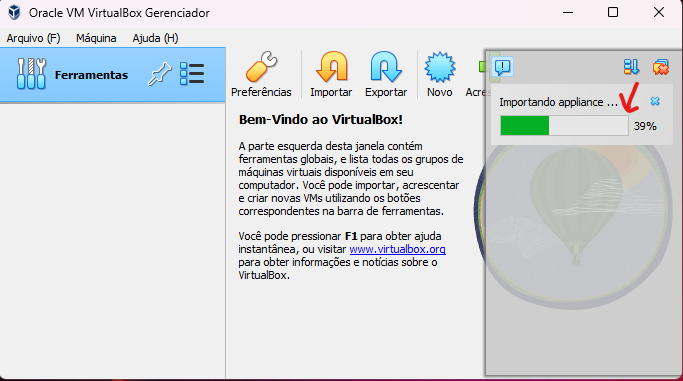 Oracle VM VirtualBox Gerenciador
Arquivo (F) Máquina Ajuda (H)
Ferramentas
Preferências Importar Exportar Novo Acres
Importando appliance ...
39%
Bem-Vindo ao VirtualBox!
A parte esquerda desta janela contém
ferramentas globais, e lista todas os grupos de
máquinas virtuais disponíveis em seu
computador. Você pode importar, acrescentar
e criar novas VMs utilizando os botões
correspondentes na barra de ferramentas.
Você pode pressionar F1 para obter ajuda
instantânea, ou visitar www.virtualbox.org
para obter informações e notícias sobre o
VirtualBox.